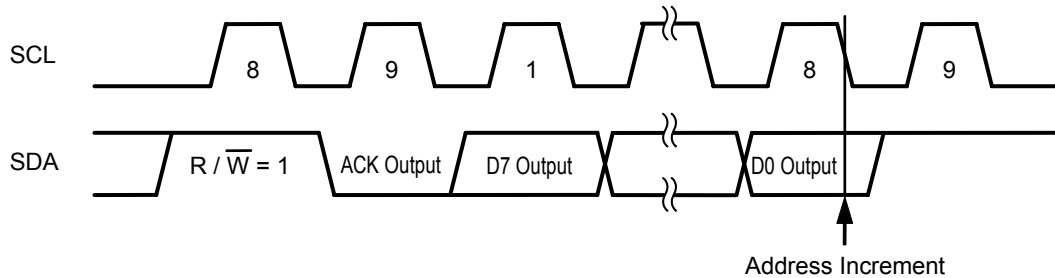 SCL
8
9
1
8
9
SDA
R / W̅ = 1
ACK Output
D7 Output
D0 Output
Address Increment